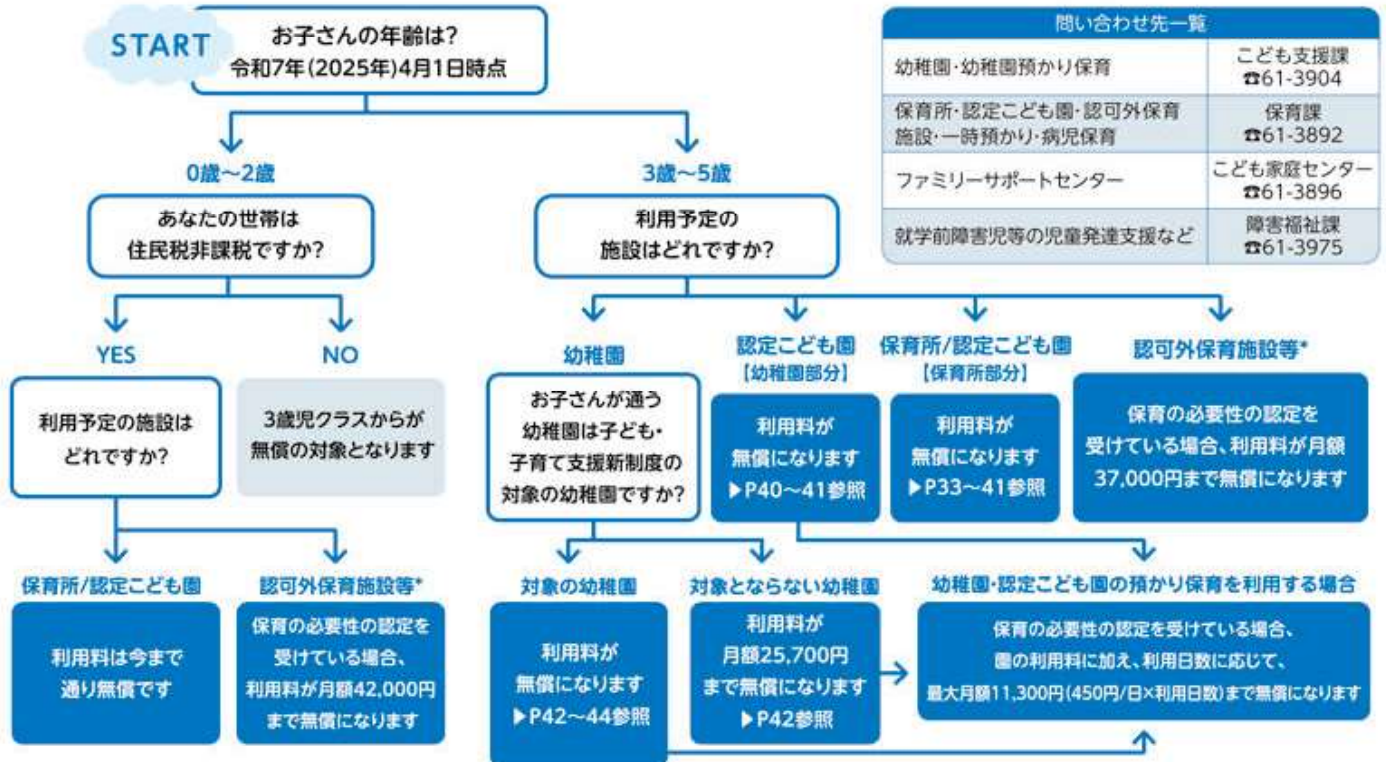 START
お子さんの年齢は?
令和7年(2025年)4月1日時点
問い合わせ先一覧
幼稚園・幼稚園預かり保育
こども支援課
☎61-3904
保育所・認定こども園・認可外保育
施設・一時預かり・病児保育
保育課
☎61-3892
ファミリーサポートセンター
こども家庭センター
☎61-3896
就学前障害児等の児童発達支援など
障害福祉課
☎61-3975
0歳～2歳
あなたの世帯は
住民税非課税ですか?
3歳～5歳
利用予定の
施設はどれですか?
YES
利用予定の施設は
どれですか?
NO
3歳児クラスからが
無償の対象となります
幼稚園
お子さんが通う
幼稚園は子ども・
子育て支援新制度の
対象の幼稚園ですか?
認定こども園
【幼稚園部分】
利用料が
無償になります
▶P40～41参照
保育所/認定こども園
【保育所部分】
利用料が
無償になります
▶P33～41参照
認可外保育施設等*
保育の必要性の認定を
受けている場合、利用料が月額
37,000円まで無償になります
保育所/認定こども園
利用料は今まで
通り無償です
認可外保育施設等*
保育の必要性の認定を
受けている場合、
利用料が月額42,000円
まで無償になります
対象の幼稚園
利用料が
無償になります
▶P42～44参照
対象とならない幼稚園
利用料が
月額25,700円
まで無償になります
▶P42参照
幼稚園・認定こども園の預かり保育を利用する場合
保育の必要性の認定を受けている場合、
園の利用料に加え、利用日数に応じて、
最大月額11,300円(450円/日×利用日数)まで無償になります